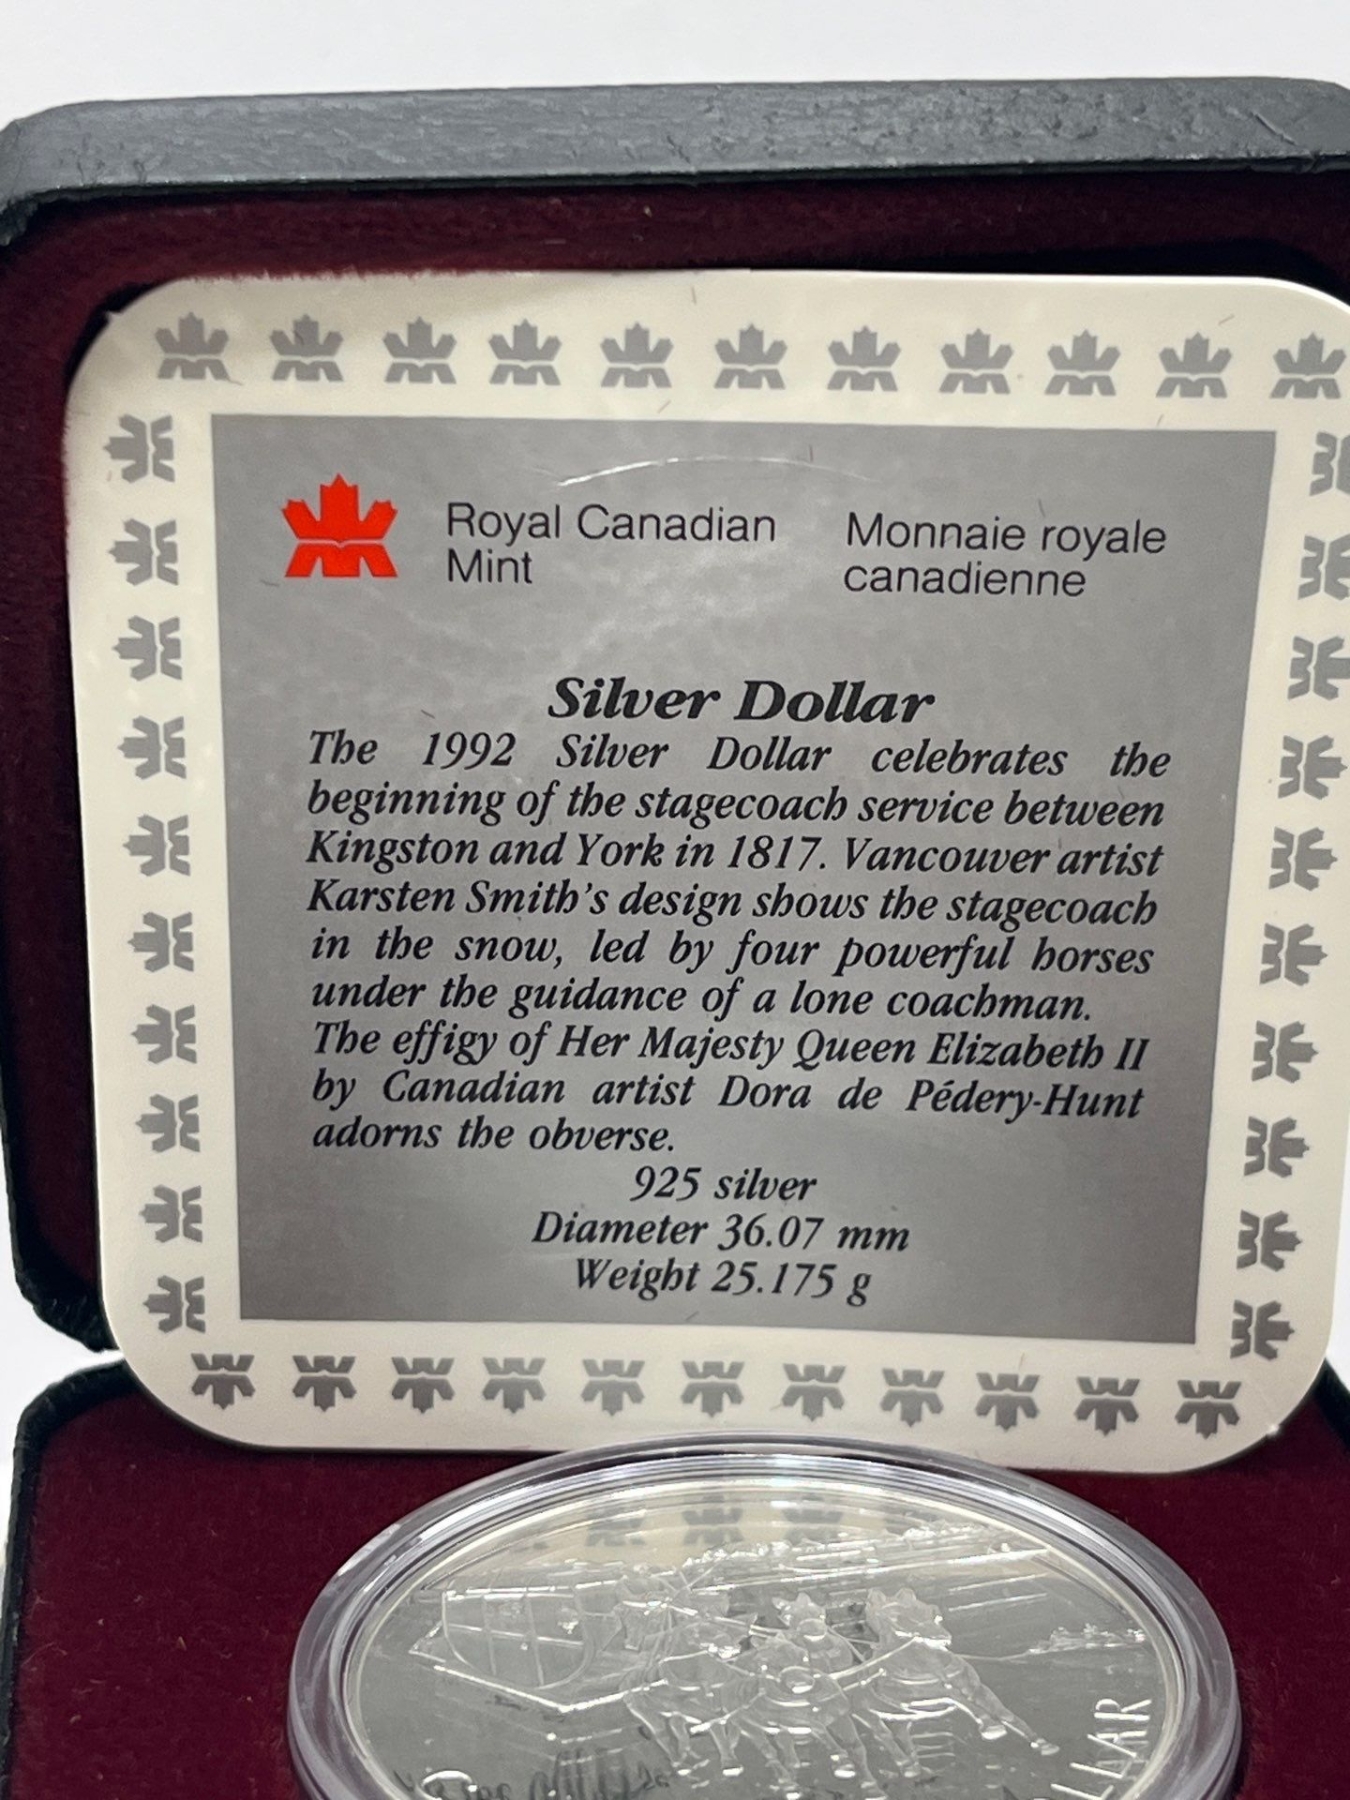 Royal Canadian
Mint
Monnaie royale
canadienne
Silver Dollar
The 1992 Silver Dollar celebrates the
beginning of the stagecoach service between
Kingston and York in 1817. Vancouver artist
Karsten Smith's design shows the stagecoach
in the snow, led by four powerful horses
under the guidance of a lone coachman.
The effigy of Her Majesty Queen Elizabeth II
by Canadian artist Dora de Pédery-Hunt
adorns the obverse.
925 silver
Diameter 36.07 mm
Weight 25.175 g